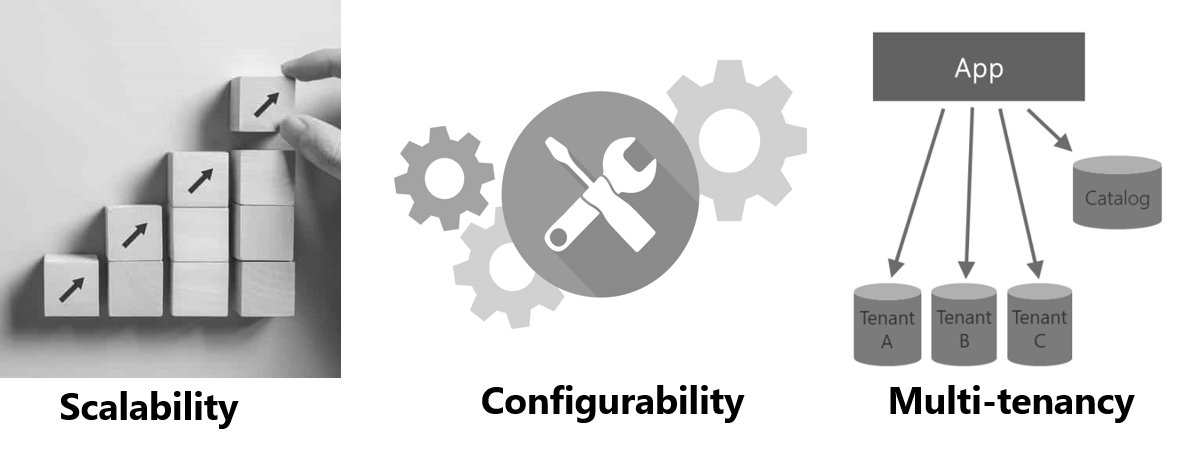 App
Catalog
Tenant
A
Tenant
B
Tenant
C
Scalability
Configurability
Multi-tenancy